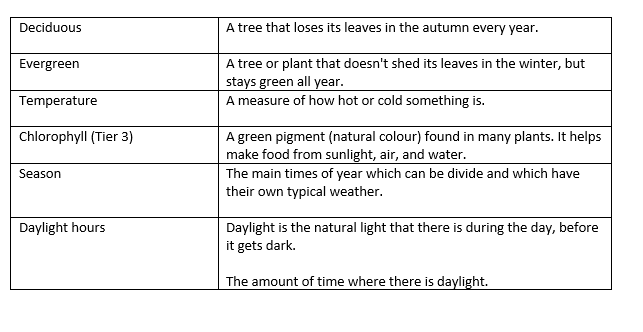 Deciduous
A tree that loses its leaves in the autumn every year.
Evergreen
A tree or plant that doesn't shed its leaves in the winter, but
stays green all year.
Temperature
A measure of how hot or cold something is.
Chlorophyll (Tier 3)
A green pigment (natural colour) found in many plants. It helps
make food from sunlight, air, and water.
Season
The main times of year which can be divide and which have
their own typical weather.
Daylight hours
Daylight is the natural light that there is during the day, before
it gets dark.
The amount of time where there is daylight.